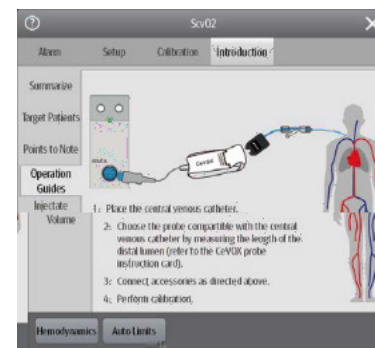 ScvO2
Alarm Setup Calibration Introduction
Summarize
Target Patients
Points to Note
Operation
Guides
Injectate
Volume
CeVOX
1: Place the central venous catheter.
2: Choose the probe compartible with the central
venous catheter by measuring the length of the
distal lumen (refer to the CeVOX probe
instruction card).
3: Connect accessories as directed above.
4: Perform calibration.
Hemodynamics Auto Limits